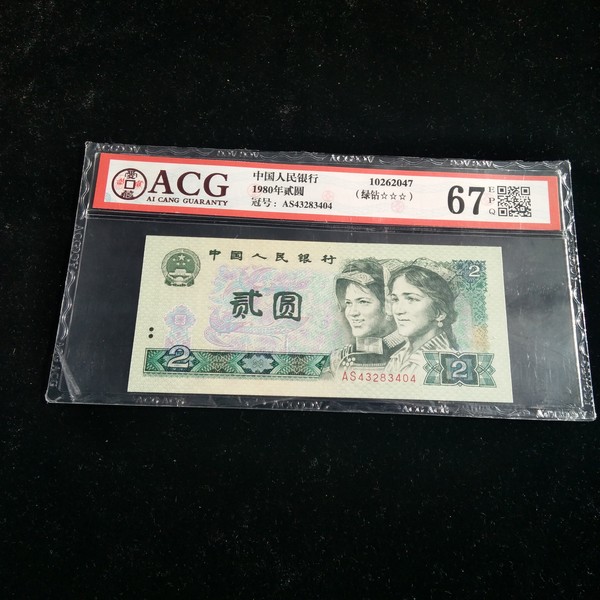 ACG
AI CANG GUARANTY
中国人民银行
1980年贰圆
冠号：AS43283404
10262047
（绿钻☆☆☆）
67
EPQ
中国人民银行
2
贰圆
AS43283404
2
2